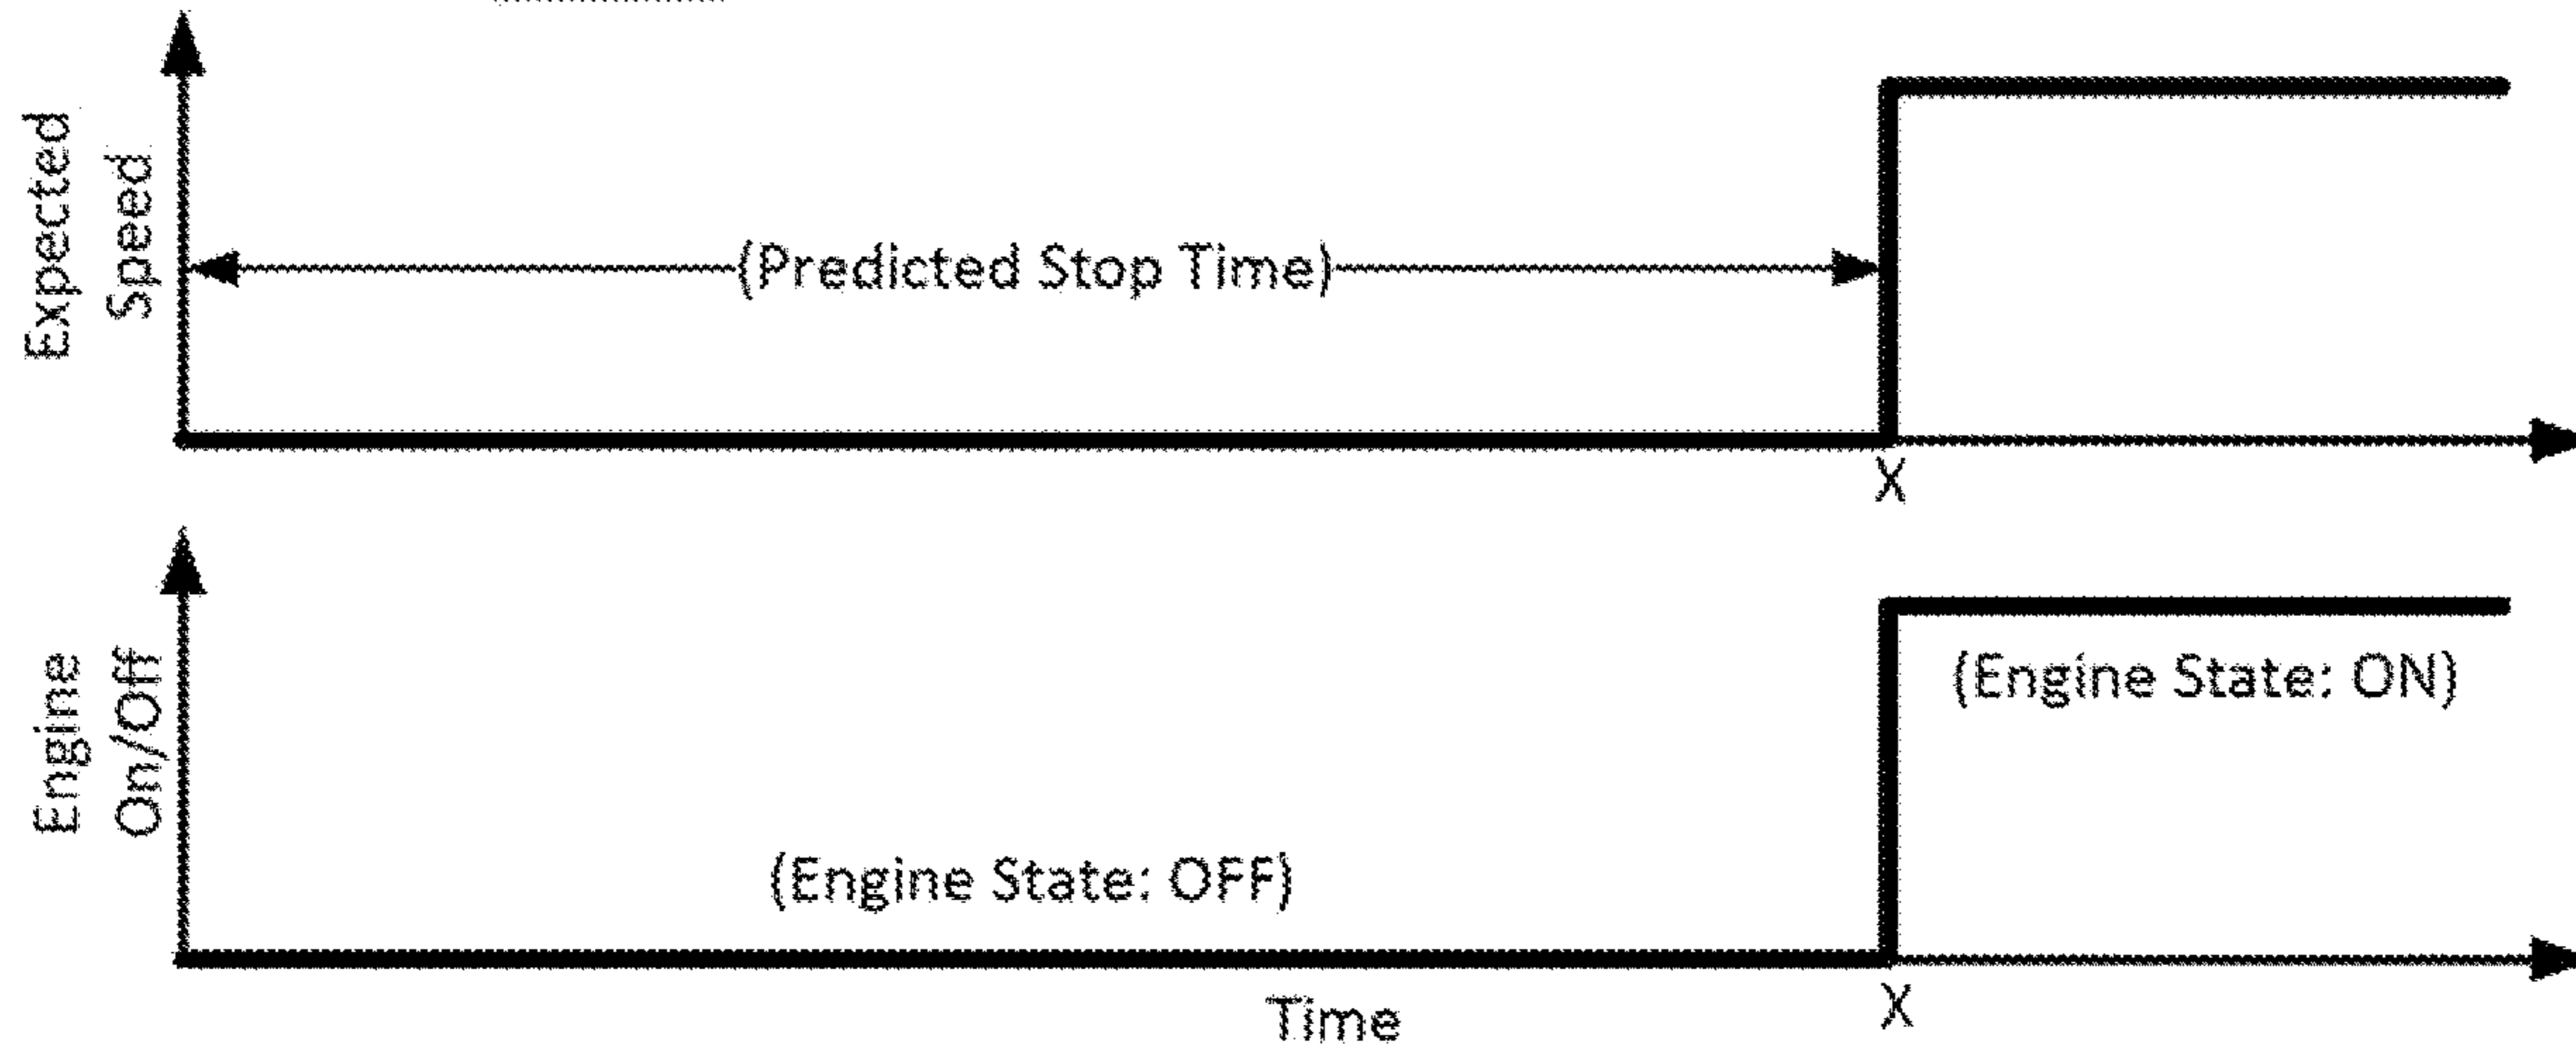 Expected
Speed
(Predicted Stop Time)
X
Engine
On/Off
(Engine State: ON)
(Engine State: OFF)
Time
X